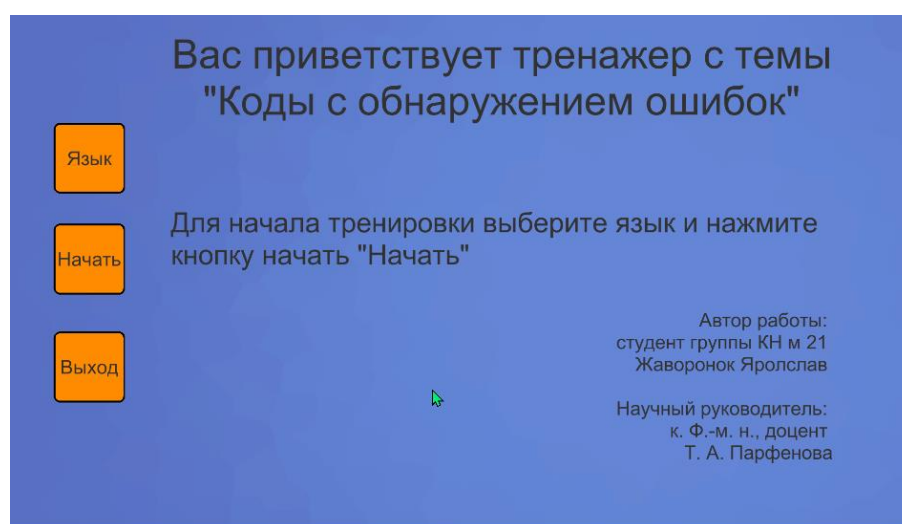 Вас приветствует тренажер с темы
"Коды с обнаружением ошибок"
Язык
Для начала тренировки выберите язык и нажмите
кнопку начать "Начать"
Начать
Автор работы:
студент группы КН м 21
Жаворонок Яролслав
Выход
Научный руководитель:
к. Ф.-м. н., доцент
Т. А. Парфенова